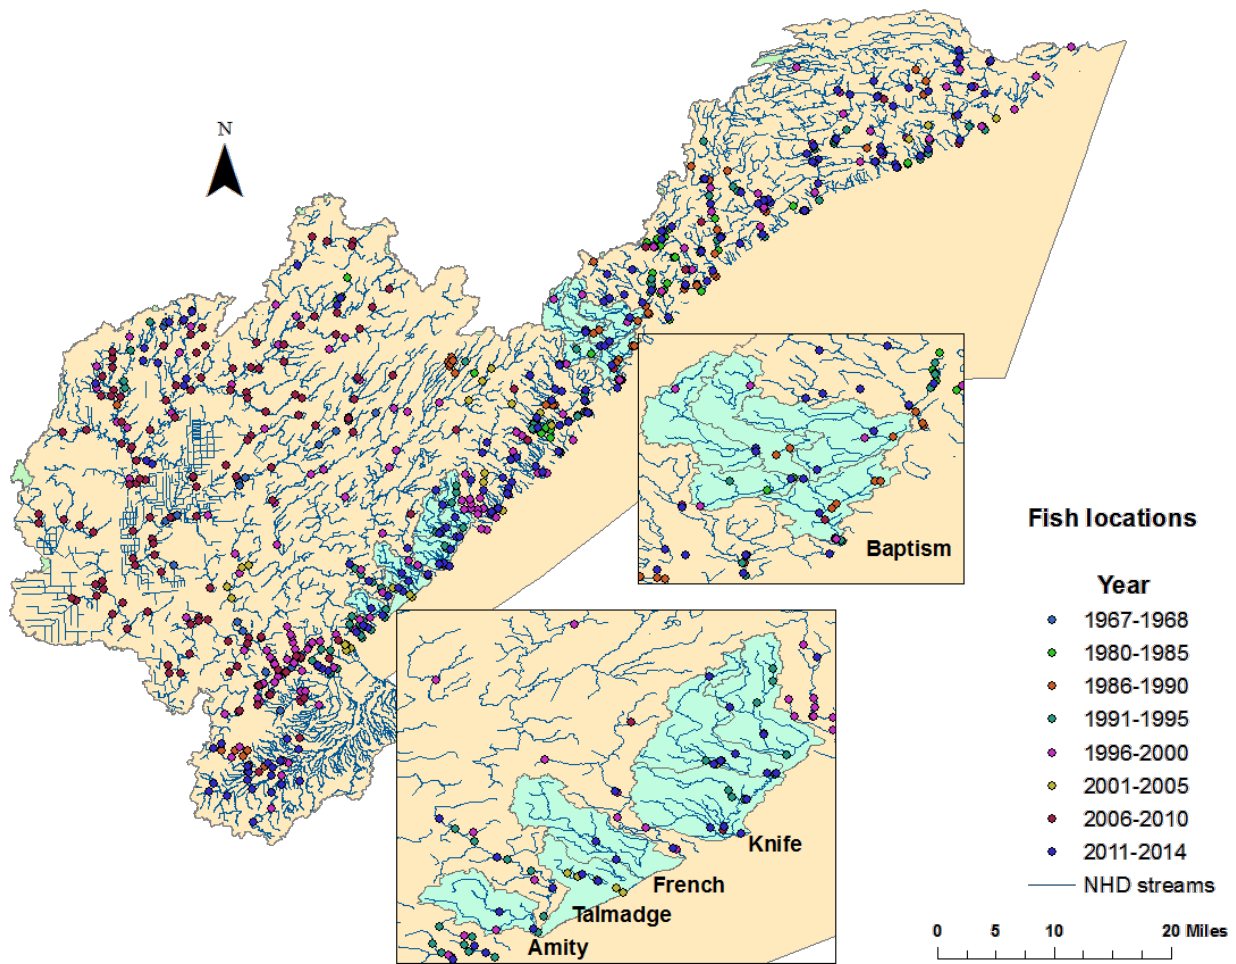 N
Baptism
Knife
French
Talmadge
Amity
Fish locations
Year
1967-1968
1980-1985
1986-1990
1991-1995
1996-2000
2001-2005
2006-2010
2011-2014
NHD streams
0 5 10 20 Miles